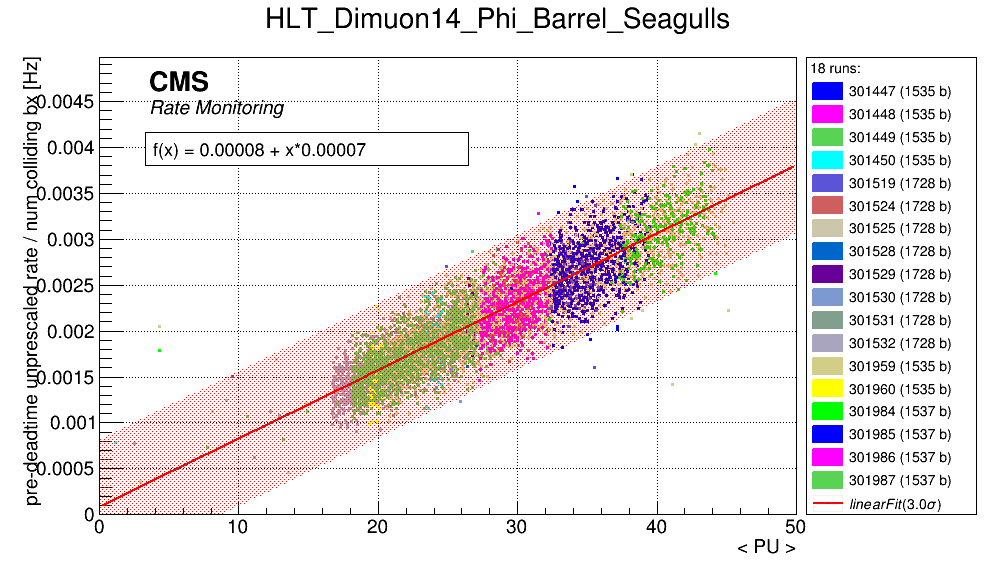 HLT_Dimuon14_Phi_Barrel_Seagulls
pre-deadtime unprescaled rate / num colliding bx [Hz]
CMS
Rate Monitoring
f(x) = 0.00008 + x*0.00007
0.0045
0.004
0.0035
0.003
0.0025
0.002
0.0015
0.001
0.0005
0
0 10 20 30 40 50
< PU >
18 runs:
301447 (1535 b)
301448 (1535 b)
301449 (1535 b)
301450 (1535 b)
301519 (1728 b)
301524 (1728 b)
301525 (1728 b)
301528 (1728 b)
301529 (1728 b)
301530 (1728 b)
301531 (1728 b)
301532 (1728 b)
301959 (1535 b)
301960 (1535 b)
301984 (1537 b)
301985 (1537 b)
301986 (1537 b)
301987 (1537 b)
linearFit(3.0σ)